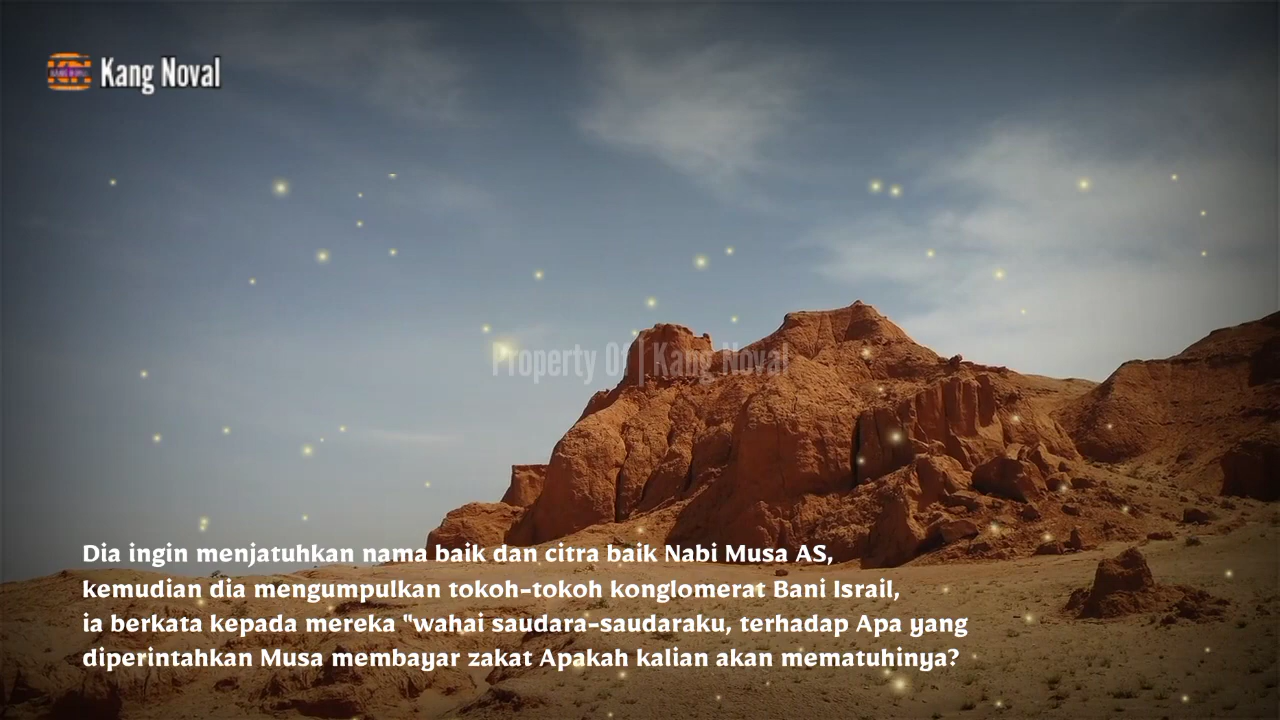 Kang Noval
Property Of | Kang Noval
Dia ingin menjatuhkan nama baik dan citra baik Nabi Musa AS,
kemudian dia mengumpulkan tokoh-tokoh konglomerat Bani Israil,
ia berkata kepada mereka "wahai saudara-saudaraku, terhadap Apa yang
diperintahkan Musa membayar zakat Apakah kalian akan mematuhinya?